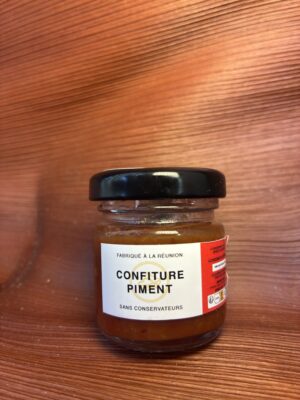 FABRIQUÉ À LA RÉUNION
CONFITURE
PIMENT
SANS CONSERVATEURS